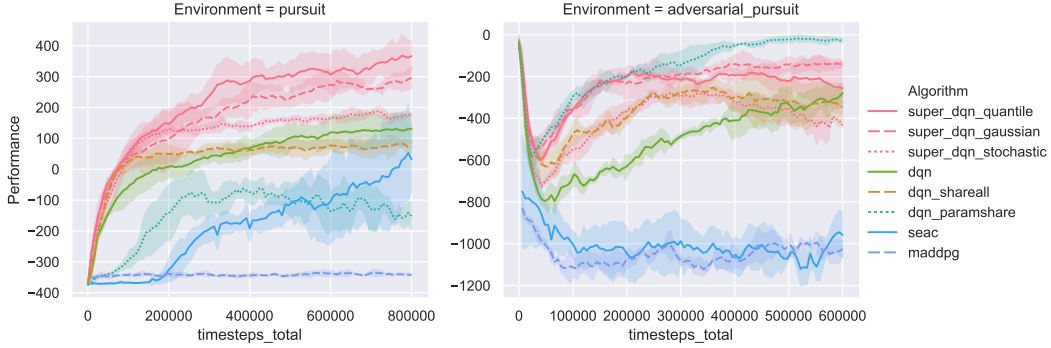 Environment = pursuit
400
300
200
100
0
−100
−200
−300
−400
Performance
0
200000
400000
600000
800000
timesteps_total
Environment = adversarial_pursuit
0
−200
−400
−600
−800
−1000
−1200
0
100000
200000
300000
400000
500000
600000
timesteps_total
Algorithm
super_dqn_quantile
super_dqn_gaussian
super_dqn_stochastic
dqn
dqn_shareall
dqn_paramshare
seac
maddpg